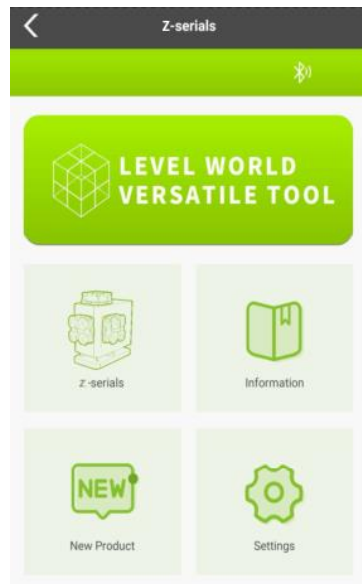 Z-serials
LEVEL WORLD
VERSATILE TOOL
z -serials
Information
NEW
New Product
Settings